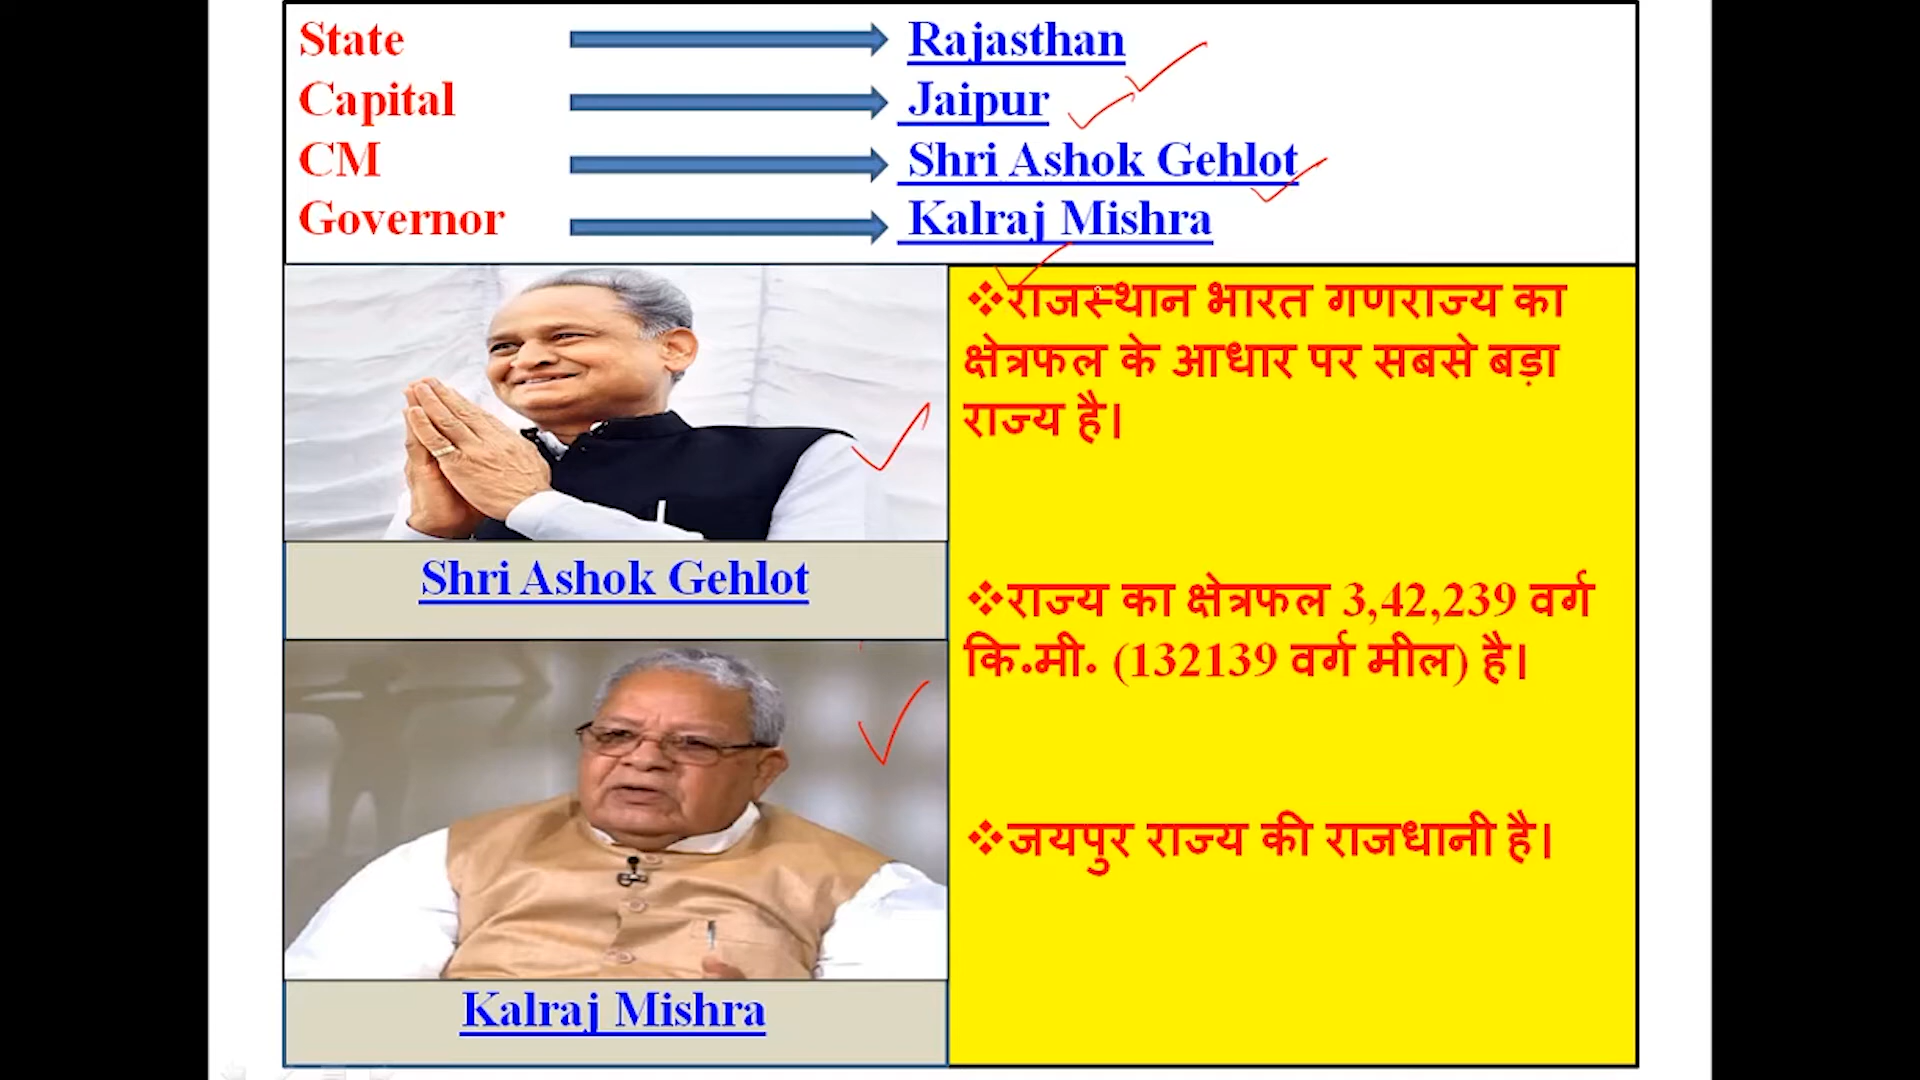 State Rajasthan
Capital Jaipur
CM Shri Ashok Gehlot
Governor Kalraj Mishra
❖राजस्थान भारत गणराज्य का
क्षेत्रफल के आधार पर सबसे बड़ा
राज्य है।
Shri Ashok Gehlot
❖राज्य का क्षेत्रफल 3,42,239 वर्ग
कि॰मी॰ (132139 वर्ग मील) है।
❖जयपुर राज्य की राजधानी है।
Kalraj Mishra